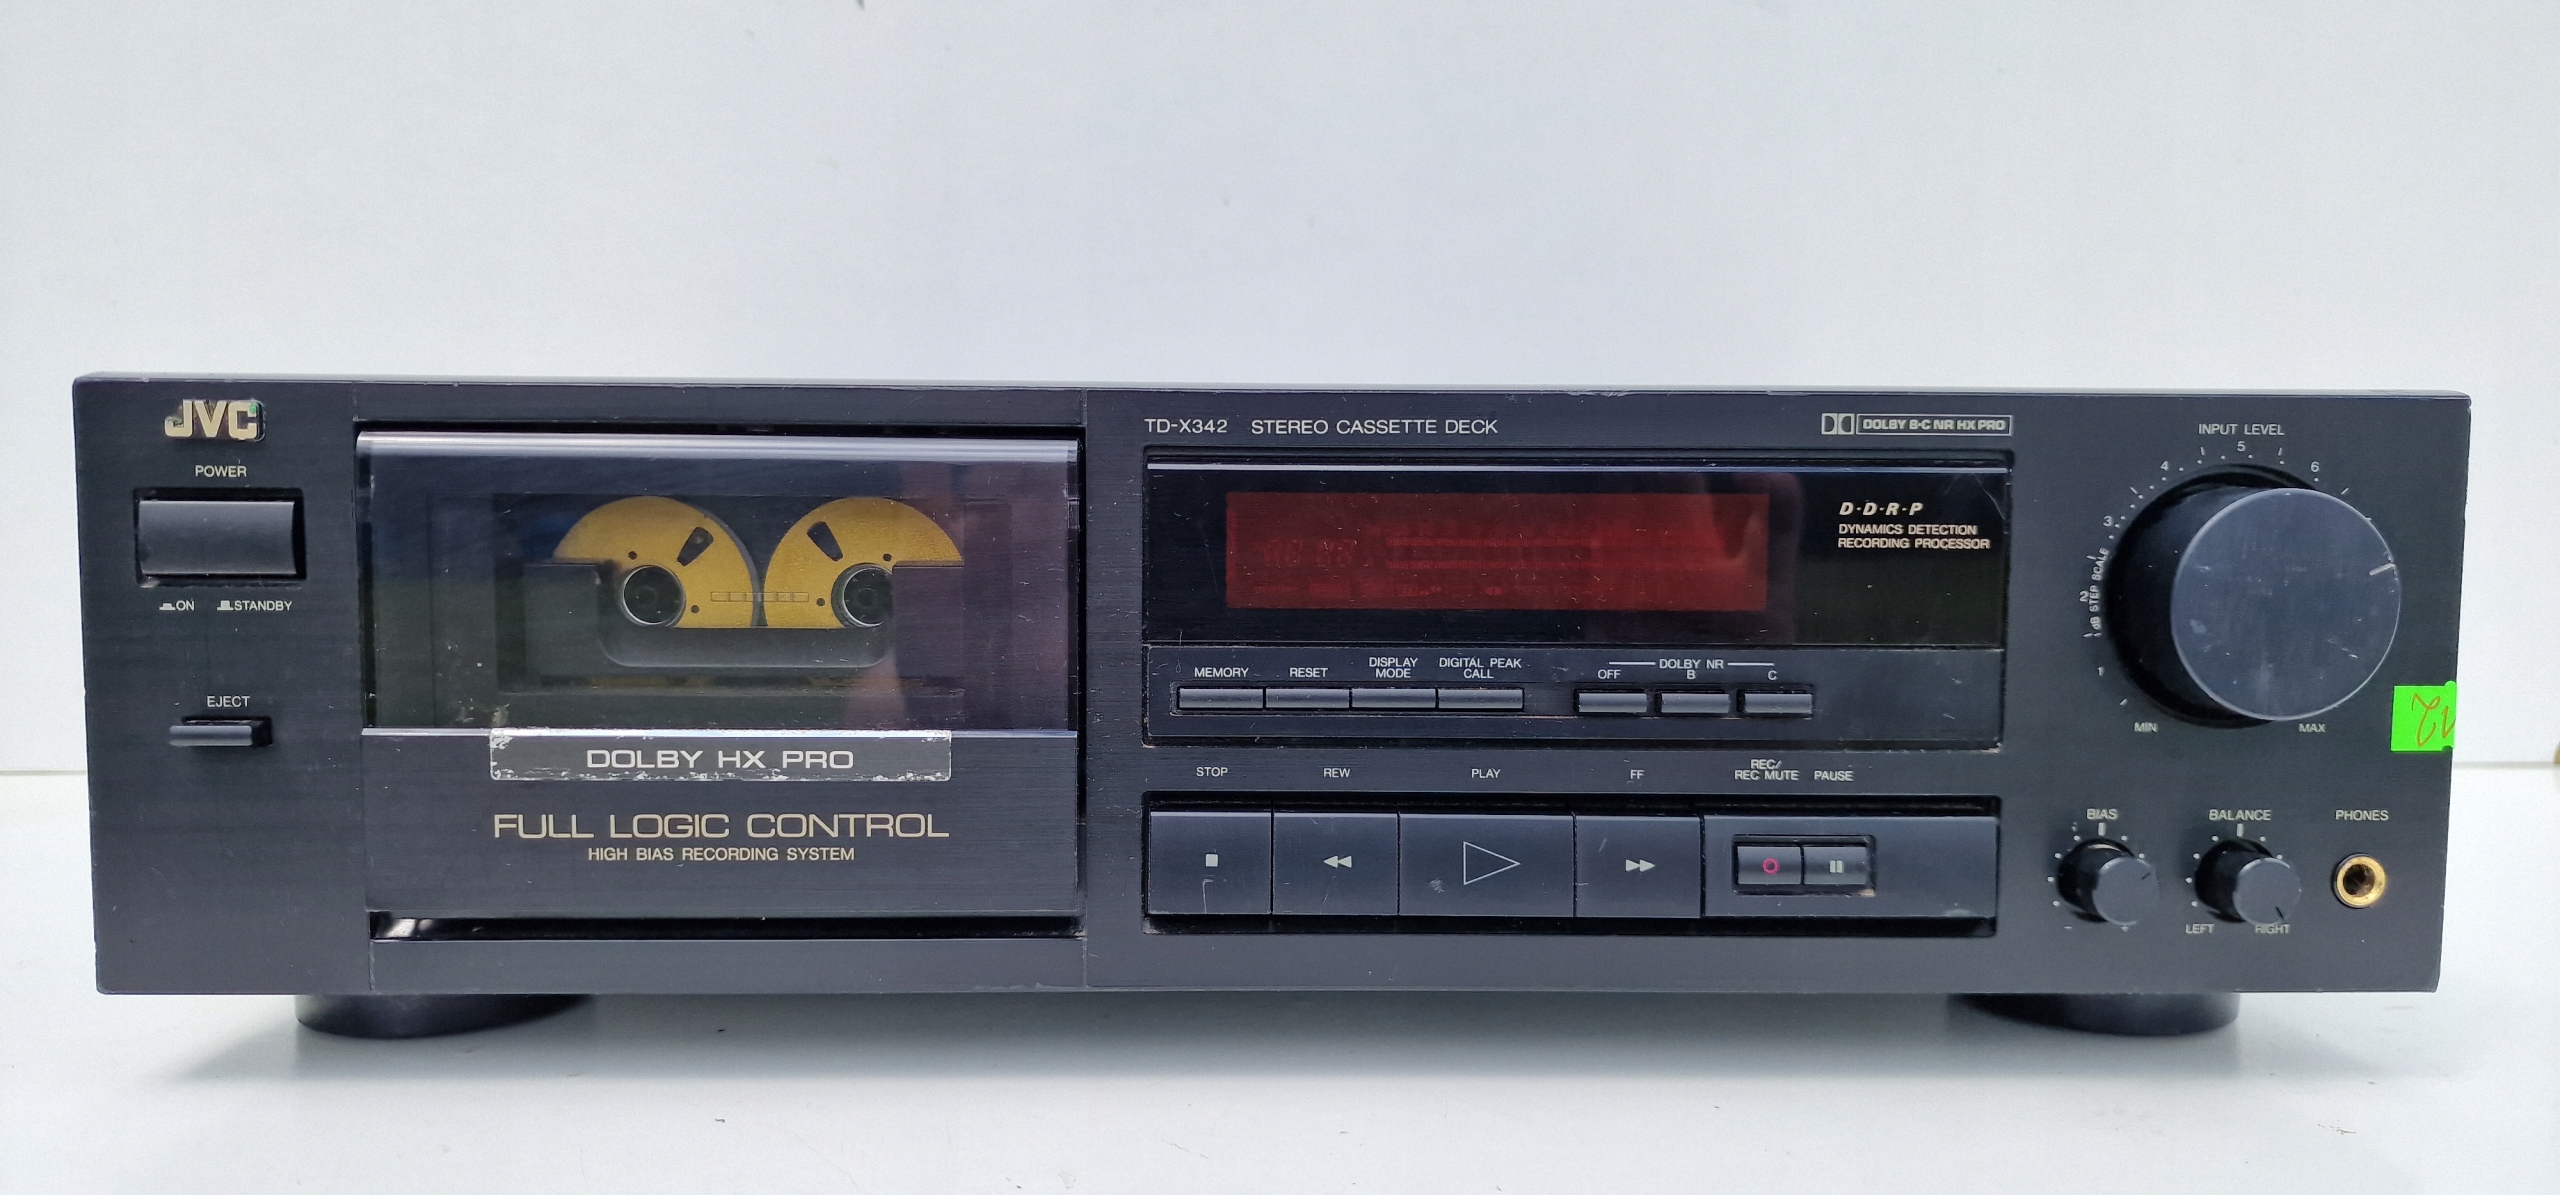 JVC
POWER
ON STANDBY
EJECT
DOLBY HX PRO
FULL LOGIC CONTROL
HIGH BIAS RECORDING SYSTEM
TD-X342 STEREO CASSETTE DECK
DOLBY B-C NR HX PRO
D·D·R·P
DYNAMICS DETECTION
RECORDING PROCESSOR
MEMORY
RESET
DISPLAY
MODE
DIGITAL PEAK
CALL
DOLBY NR
OFF B C
STOP
REW
PLAY
FF
REC/
REC MUTE
PAUSE
INPUT LEVEL
1 2 3 4 5 6
1dB STEP SCALE
MIN MAX
BIAS
- +
BALANCE
LEFT RIGHT
PHONES